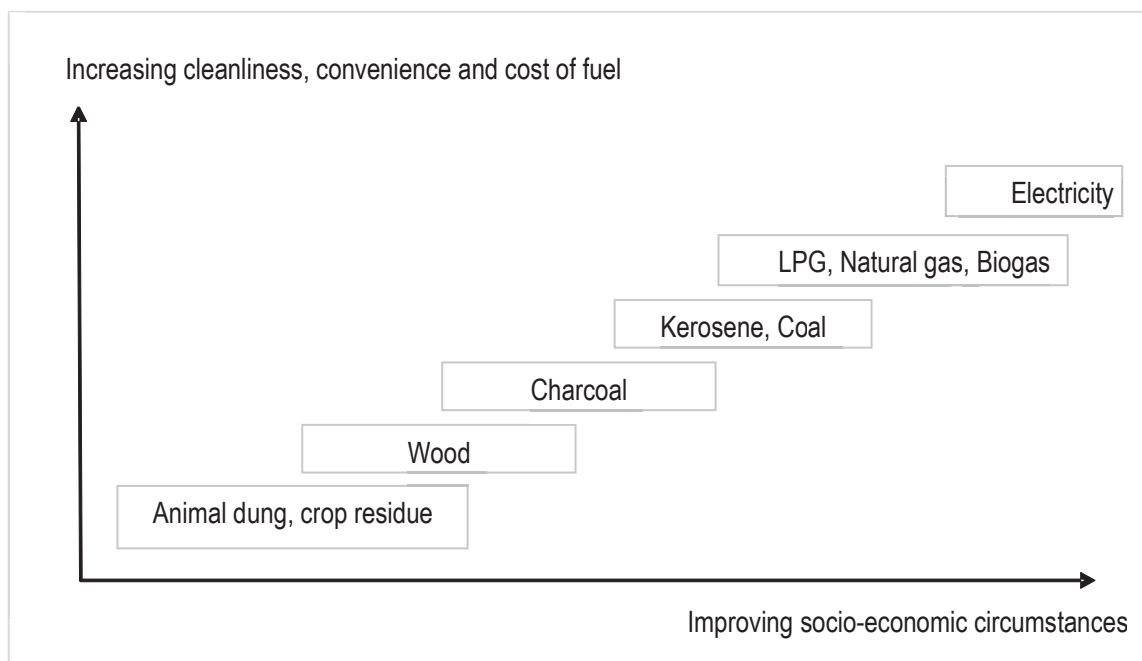 Increasing cleanliness, convenience and cost of fuel
Electricity
LPG, Natural gas, Biogas
Kerosene, Coal
Charcoal
Wood
Animal dung, crop residue
Improving socio-economic circumstances